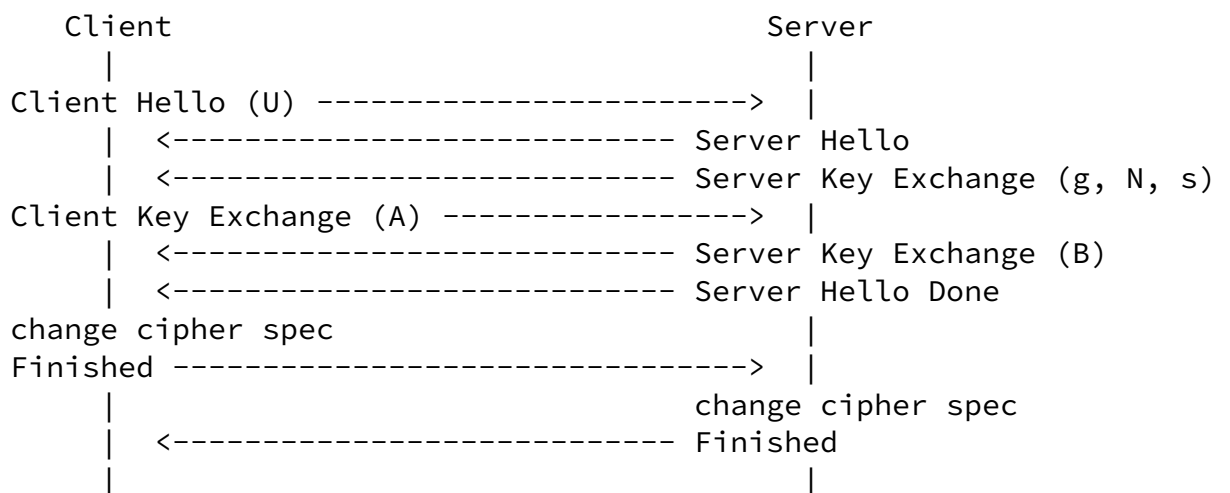 Client                                 Server
|                                      |
Client Hello (U) ------------------------>  |
|  <----------------------------- Server Hello
|  <----------------------------- Server Key Exchange (g, N, s)
Client Key Exchange (A) ----------------->  |
|  <----------------------------- Server Key Exchange (B)
|  <----------------------------- Server Hello Done
change cipher spec                          |
Finished -------------------------------->  |
|                                change cipher spec
|  <----------------------------- Finished
|                                      |